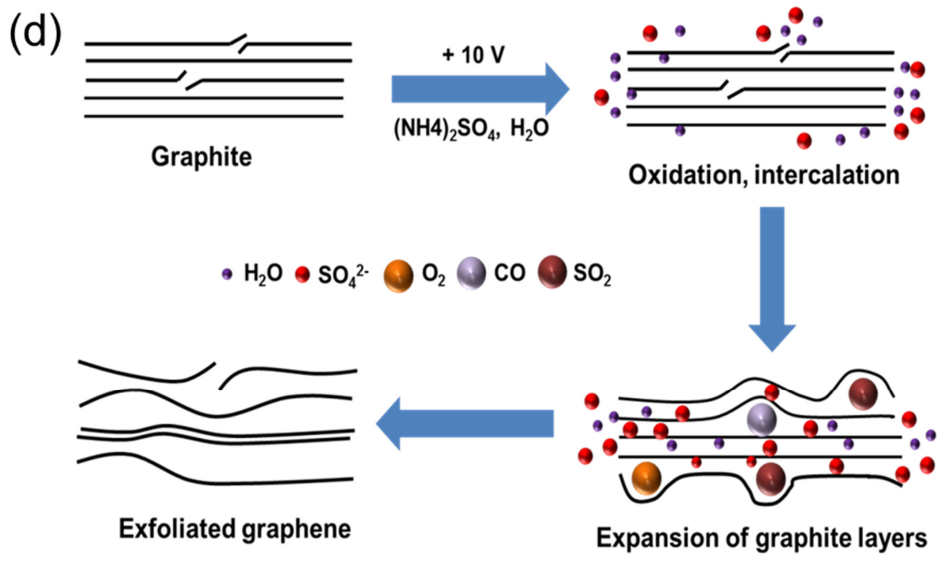 (d)
+ 10 V
(NH4)₂SO₄, H₂O
Graphite
Oxidation, intercalation
H₂O SO₄²⁻ O₂ CO SO₂
Exfoliated graphene
Expansion of graphite layers